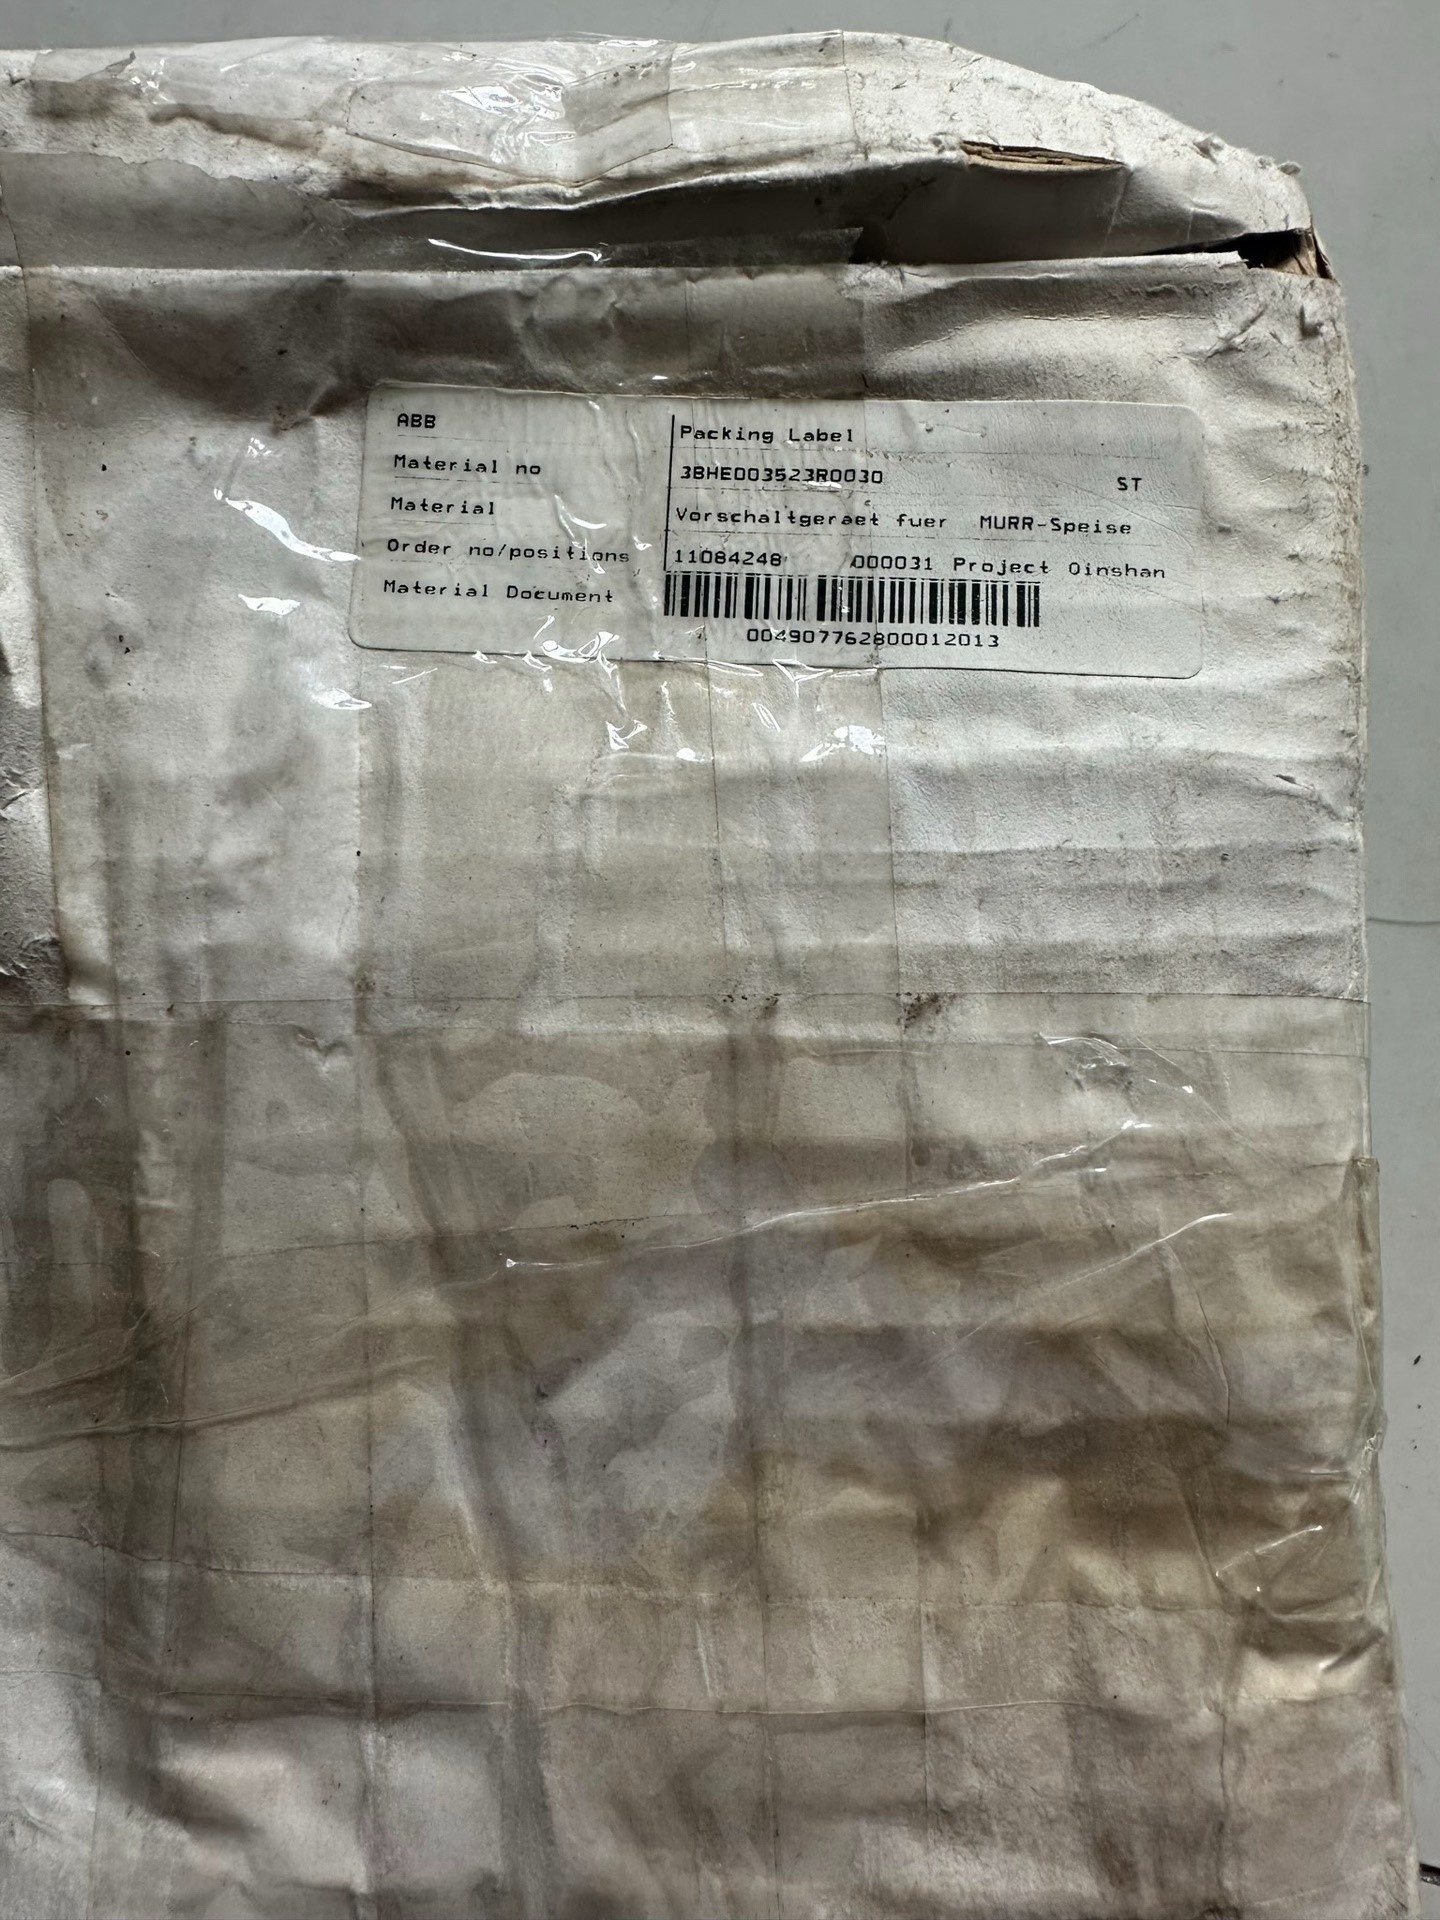 ABB Packing Label
Material no 3BHE003523R0030 ST
Material Vorschaltgeraet fuer MURR-Speise
Order no/positions 11084248 000031 Project Qinshan
Material Document
004907762800012013